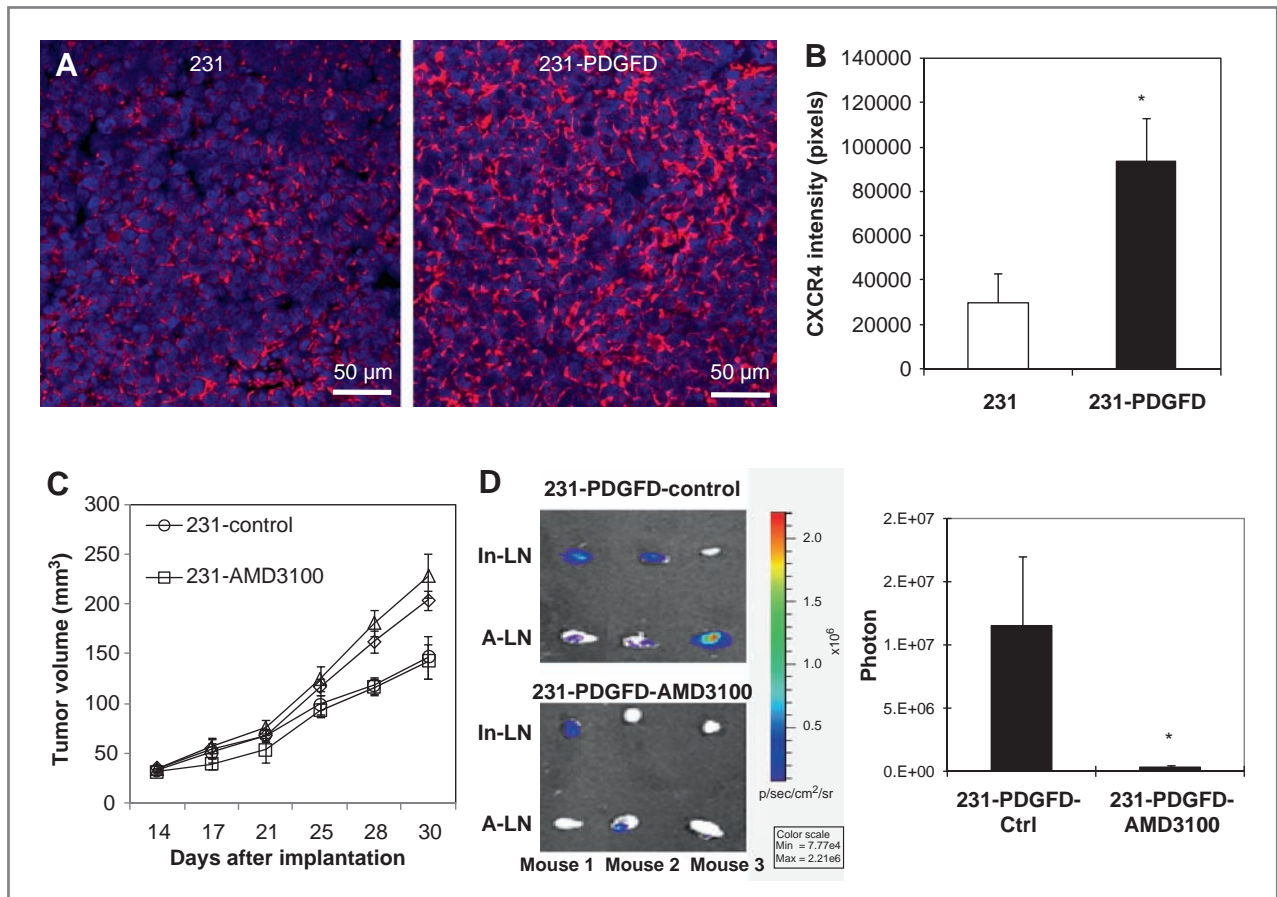 A
231
50 µm
231-PDGFD
50 µm
B
CXCR4 intensity (pixels)
140000
120000
100000
80000
60000
40000
20000
0
*
231
231-PDGFD
C
Tumor volume (mm³)
300
250
200
150
100
50
0
231-control
231-AMD3100
14 17 21 25 28 30
Days after implantation
D
231-PDGFD-control
In-LN
A-LN
231-PDGFD-AMD3100
In-LN
A-LN
Mouse 1 Mouse 2 Mouse 3
2.0
1.5
1.0
0.5
x10⁶
p/sec/cm²/sr
Color scale
Min = 7.77e4
Max = 2.21e6
Photon
2.E+07
2.E+07
1.E+07
5.E+06
0.E+00
*
231-PDGFD-
Ctrl
231-PDGFD-
AMD3100